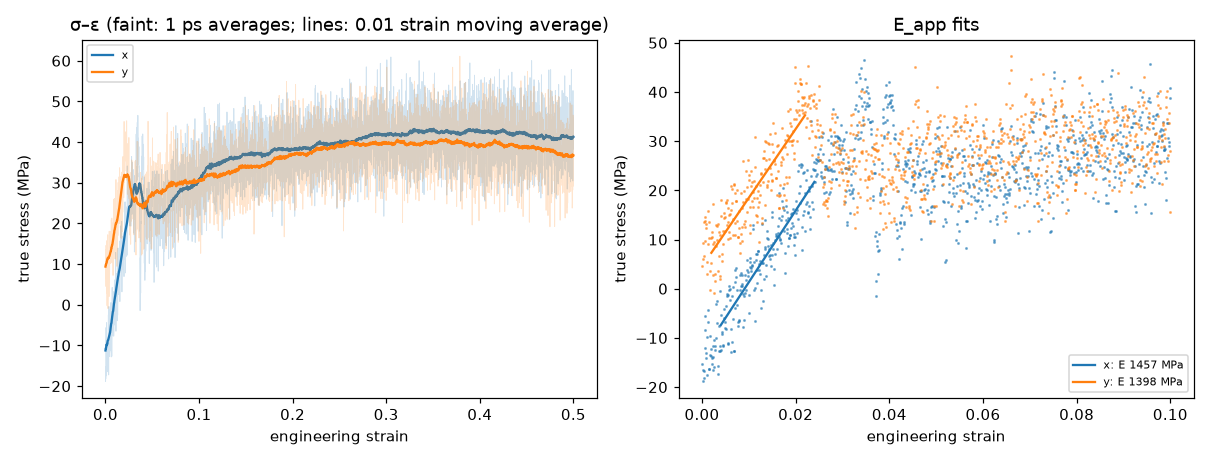 σ–ε (faint: 1 ps averages; lines: 0.01 strain moving average)
x
y
true stress (MPa)
60
50
40
30
20
10
0
−10
−20
0.0
0.1
0.2
0.3
0.4
0.5
engineering strain
E_app fits
true stress (MPa)
50
40
30
20
10
0
−10
−20
x: E 1457 MPa
y: E 1398 MPa
0.00
0.02
0.04
0.06
0.08
0.10
engineering strain